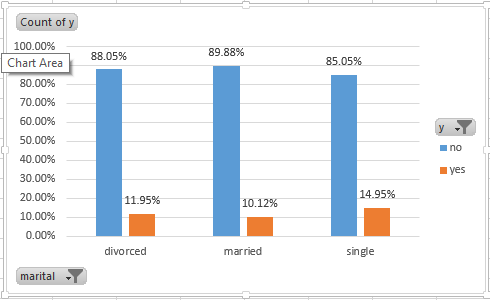 Count of y
100.00%
Chart Area
80.00%
70.00%
60.00%
50.00%
40.00%
30.00%
20.00%
10.00%
0.00%
88.05%
89.88%
85.05%
11.95%
10.12%
14.95%
divorced
married
single
y
no
yes
marital